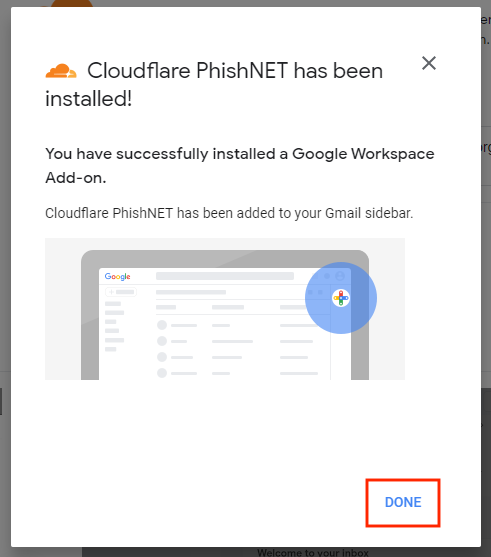 Cloudflare PhishNET has been
installed!
You have successfully installed a Google Workspace
Add-on.
Cloudflare PhishNET has been added to your Gmail sidebar.
Google
DONE
Welcome to your Inbox